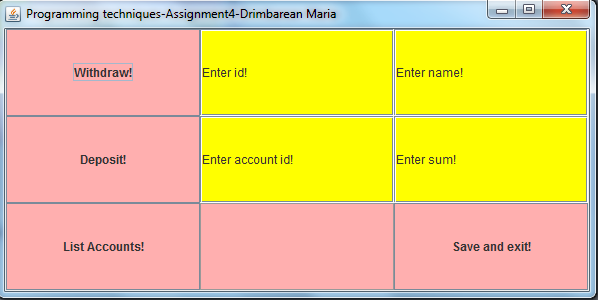 Programming techniques-Assignment4-Drimbarean Maria
Withdraw!
Enter id!
Enter name!
Deposit!
Enter account id!
Enter sum!
List Accounts!
Save and exit!